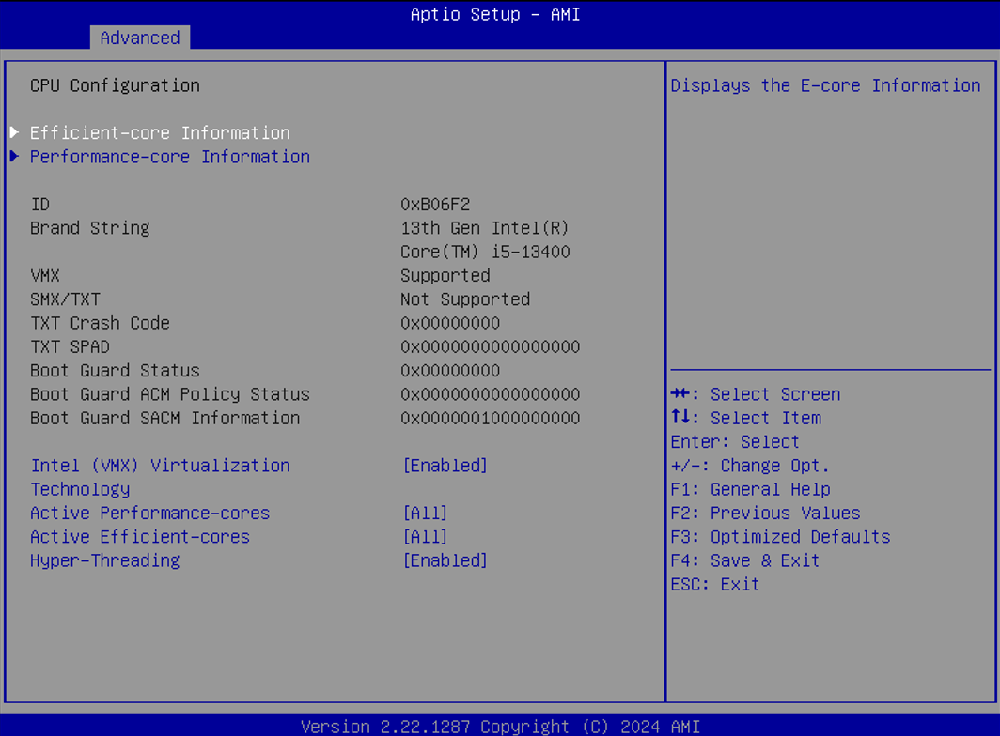 Aptio Setup - AMI
Advanced
CPU Configuration
Efficient-core Information
Performance-core Information
ID 0xB06F2
Brand String 13th Gen Intel(R)
Core(TM) i5-13400
VMX Supported
SMX/TXT Not Supported
TXT Crash Code 0x00000000
TXT SPAD 0x0000000000000000
Boot Guard Status 0x00000000
Boot Guard ACM Policy Status 0x0000000000000000
Boot Guard SACM Information 0x0000001000000000
Intel (VMX) Virtualization [Enabled]
Technology
Active Performance-cores [All]
Active Efficient-cores [All]
Hyper-Threading [Enabled]
Displays the E-core Information
→←: Select Screen
↑↓: Select Item
Enter: Select
+/-: Change Opt.
F1: General Help
F2: Previous Values
F3: Optimized Defaults
F4: Save & Exit
ESC: Exit
Version 2.22.1287 Copyright (C) 2024 AMI